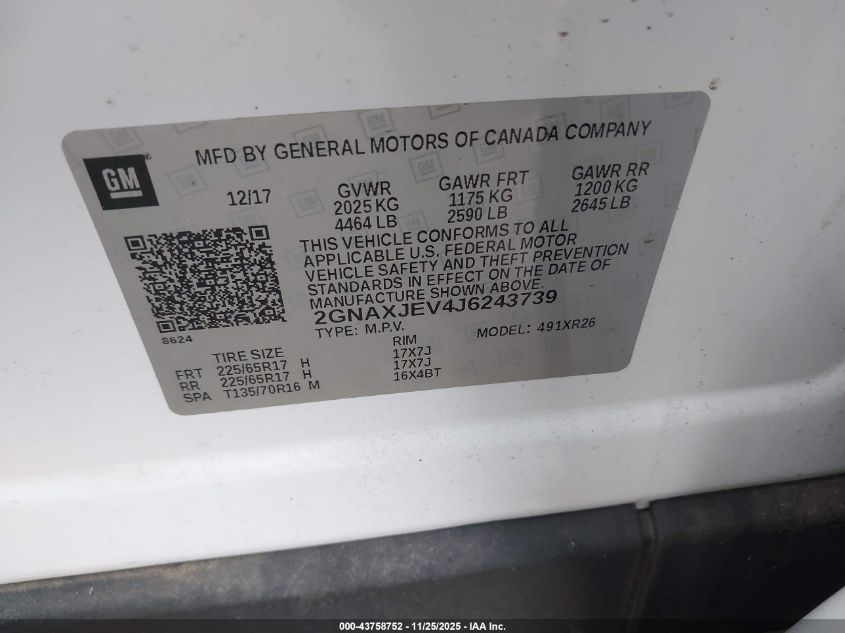 GM
MFD BY GENERAL MOTORS OF CANADA COMPANY
12/17
GVWR
2025 KG
4464 LB
GAWR FRT
1175 KG
2590 LB
GAWR RR
1200 KG
2645 LB
THIS VEHICLE CONFORMS TO ALL
APPLICABLE U.S. FEDERAL MOTOR
VEHICLE SAFETY AND THEFT PREVENTION
STANDARDS IN EFFECT ON THE DATE OF
MANUFACTURE SHOWN ABOVE.
2GNAXJEV4J6243739
TYPE: M.P.V. MODEL: 491XR26
8624
TIRE SIZE RIM
FRT 225/65R17 H 17X7J
RR 225/65R17 H 17X7J
SPA T135/70R16 M 16X4BT
000-43758752 - 11/25/2025 - IAA Inc.